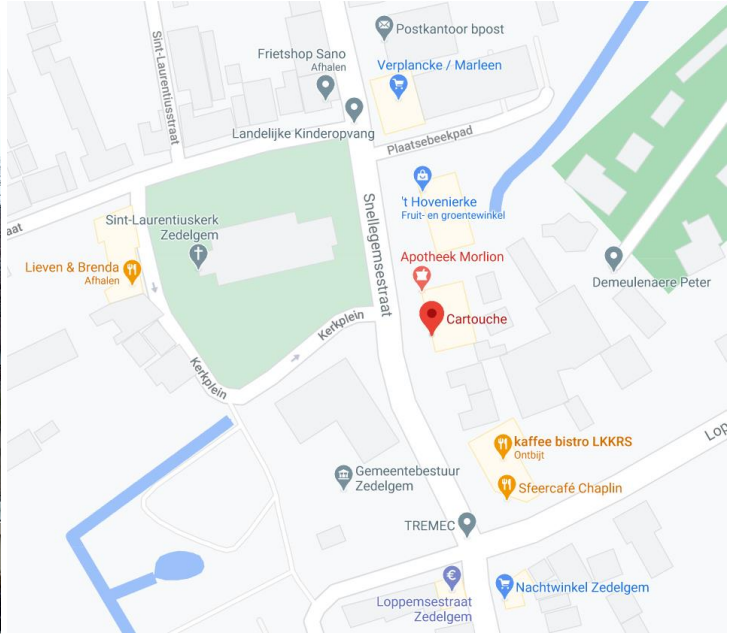 Sint-Laurentiusstraat
Postkantoor bpost
Frietshop Sano
Afhalen
Verplancke / Marleen
Landelijke Kinderopvang
Plaatsebeekpad
't Hovenierke
Fruit- en groentewinkel
Snellegemsestraat
Sint-Laurentiuskerk
Zedelgem
aat
Lieven & Brenda
Afhalen
Apotheek Morlion
Demeulenaere Peter
Cartouche
Kerkplein
Kerkplein
kaffee bistro LKKRS
Ontbijt
Lop
Gemeentebestuur
Zedelgem
Sfeercafé Chaplin
TREMEC
€
Loppemsestraat
Zedelgem
Nachtwinkel Zedelgem